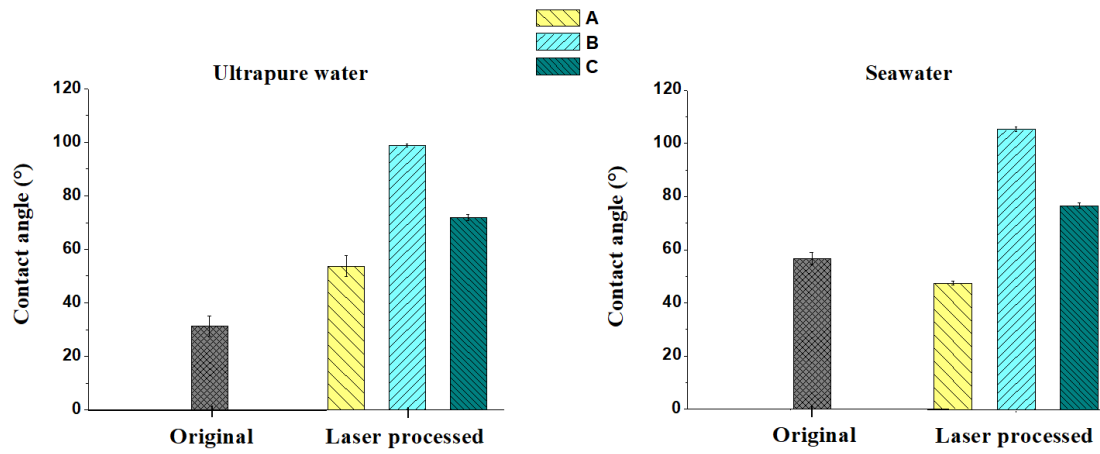 A
B
C
Ultrapure water
Contact angle (°)
120
100
80
60
40
20
0
Original
Laser processed
Seawater
Contact angle (°)
120
100
80
60
40
20
0
Original
Laser processed